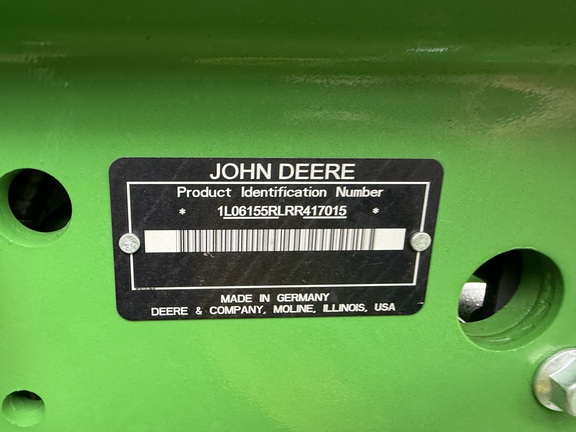 JOHN DEERE
Product Identification Number
* 1L06155RLRR417015 *
MADE IN GERMANY
DEERE & COMPANY, MOLINE, ILLINOIS, USA